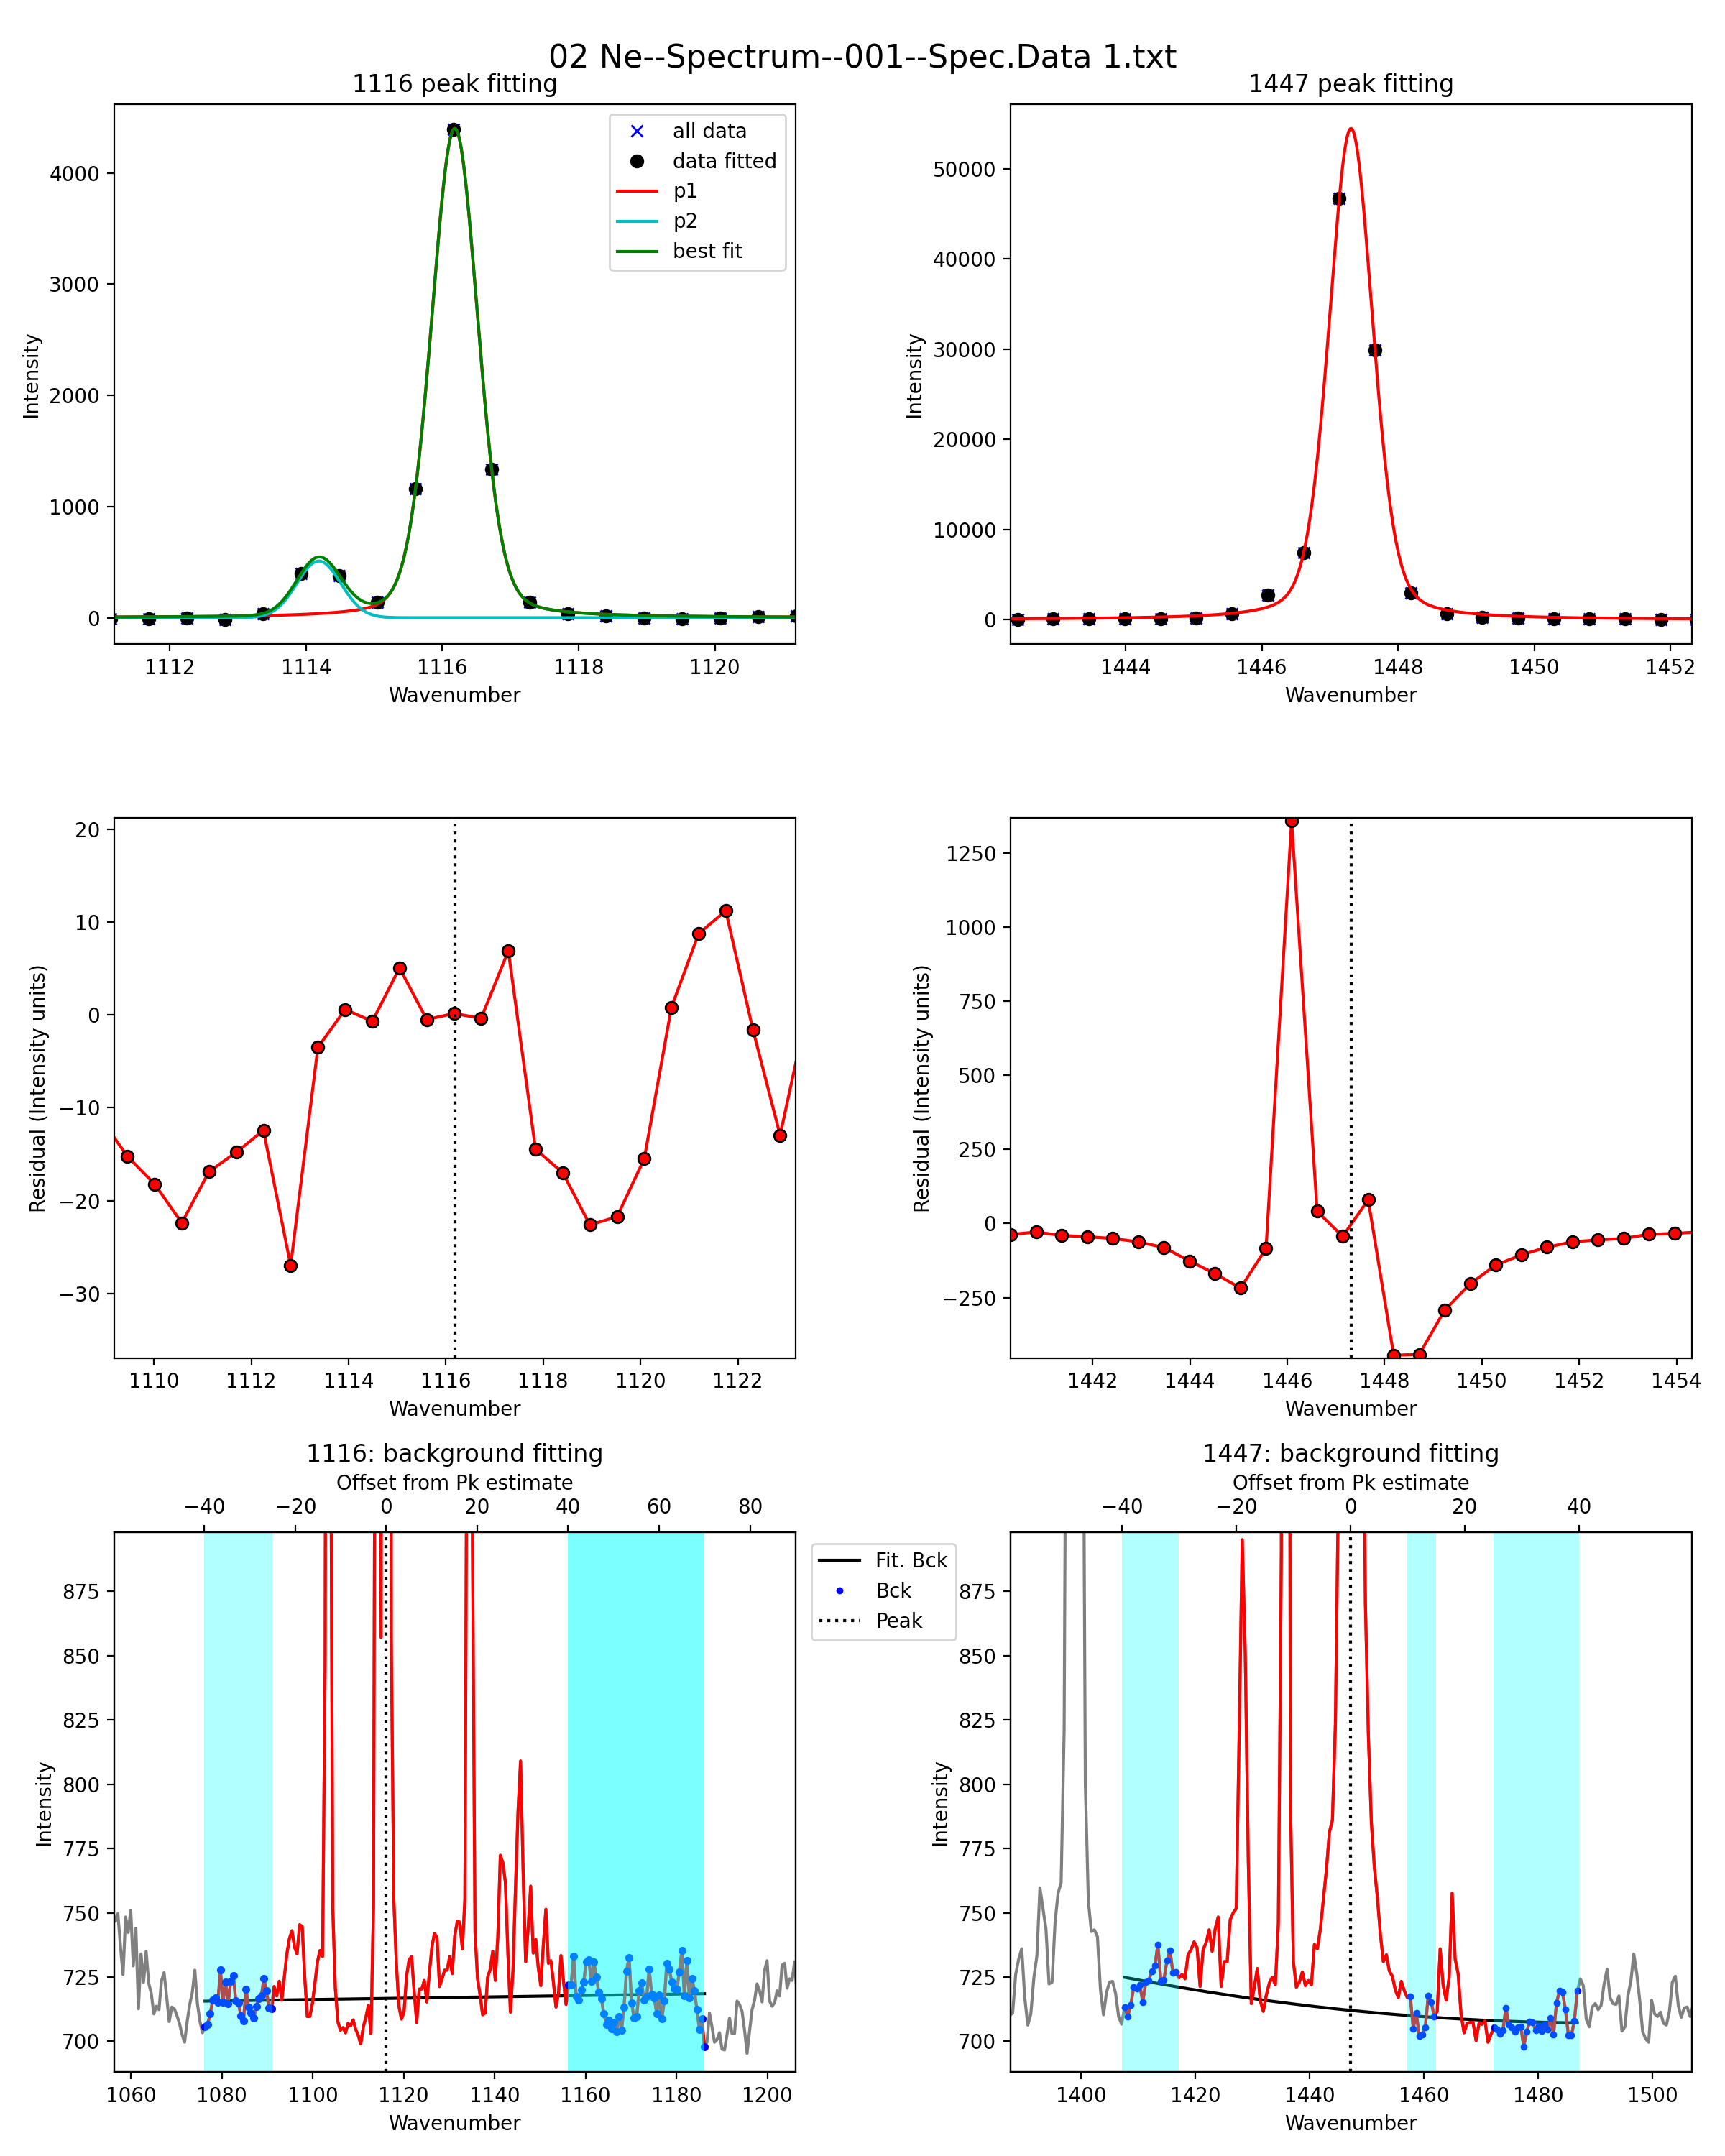 02 Ne--Spectrum--001--Spec.Data 1.txt
1116 peak fitting
all data
data fitted
p1
p2
best fit
4000
3000
2000
1000
0
Intensity
1112 1114 1116 1118 1120
Wavenumber
1447 peak fitting
50000
40000
30000
20000
10000
0
Intensity
1444 1446 1448 1450 1452
Wavenumber
20
10
0
−10
−20
−30
Residual (Intensity units)
1110 1112 1114 1116 1118 1120 1122
Wavenumber
1250
1000
750
500
250
0
−250
Residual (Intensity units)
1442 1444 1446 1448 1450 1452 1454
Wavenumber
1116: background fitting
Offset from Pk estimate
−40 −20 0 20 40 60 80
875
850
825
800
775
750
725
700
Intensity
1060 1080 1100 1120 1140 1160 1180 1200
Wavenumber
Fit. Bck
Bck
Peak
1447: background fitting
Offset from Pk estimate
−40 −20 0 20 40
875
850
825
800
775
750
725
700
Intensity
1400 1420 1440 1460 1480 1500
Wavenumber